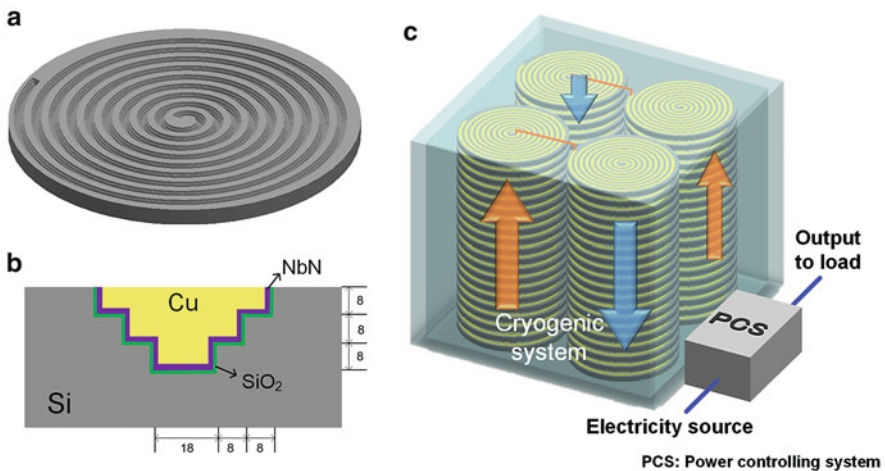 a
b
NbN
Cu
8
8
8
SiO₂
Si
18
8
8
c
Cryogenic
system
Output
to load
PCS
Electricity source
PCS: Power controlling system